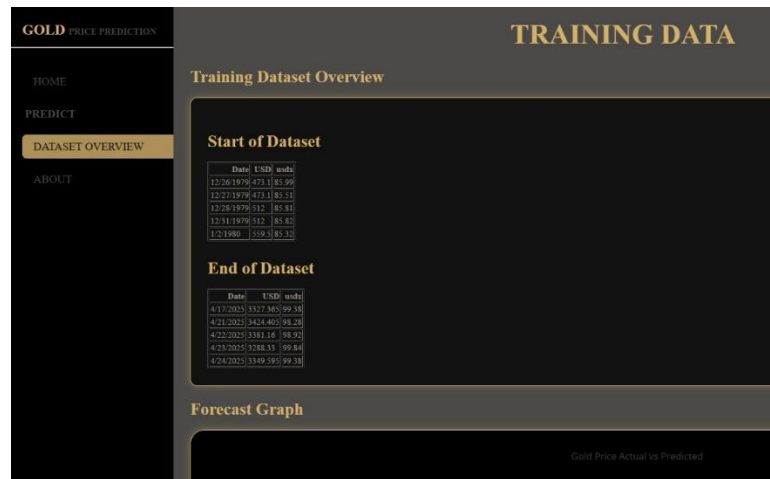 GOLD PRICE PREDICTION
HOME
PREDICT
DATASET OVERVIEW
ABOUT
TRAINING DATA
Training Dataset Overview
Start of Dataset
Date USD usdx
12/26/1979 473.1 85.99
12/27/1979 473.1 85.51
12/28/1979 512 85.81
12/31/1979 512 85.82
1/2/1980 559.5 85.32
End of Dataset
Date USD usdx
4/17/2025 3327.365 99.38
4/21/2025 3424.405 98.28
4/22/2025 3381.16 98.92
4/23/2025 3288.33 99.84
4/24/2025 3349.595 99.38
Forecast Graph
Gold Price Actual vs Predicted